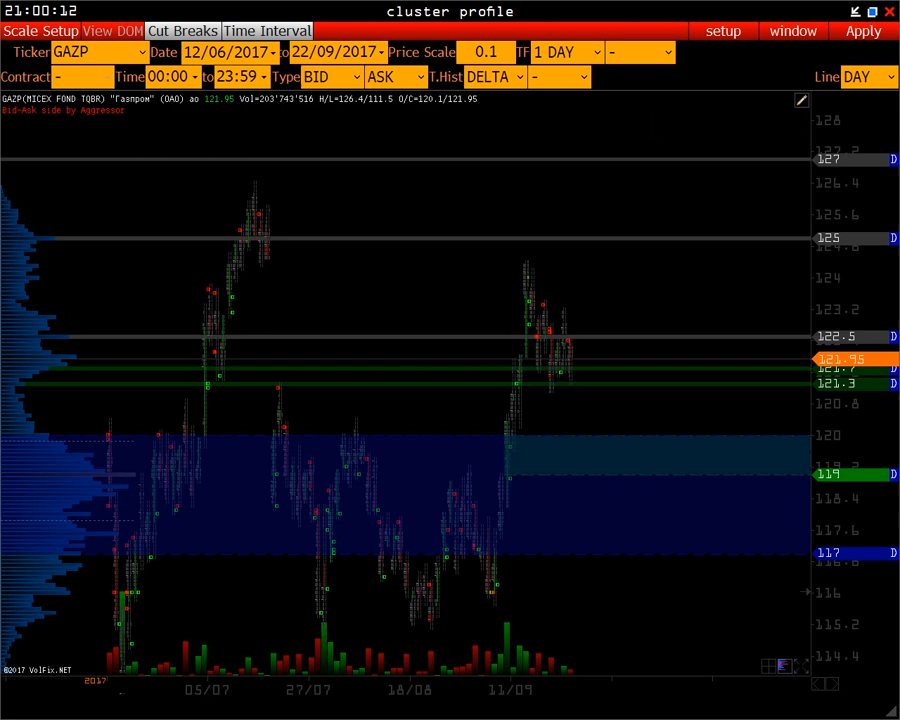 21:00:12 cluster profile
Scale Setup View DOM Cut Breaks Time Interval setup window Apply
Ticker GAZP Date 12/06/2017 to 22/09/2017 Price Scale 0.1 TF 1 DAY -
Contract - Time 00:00 to 23:59 Type BID ASK T.Hist DELTA - Line DAY
GAZP(MICEX FOND TQBR) "Газпром" (ОАО) ао 121.95 Vol=203'743'516 H/L=126.4/111.5 O/C=120.1/121.95
Bid-Ask side by Aggressor
128
127.2
127 D
126.4
125.6
125 D
124
123.2
122.5 D
121.95
121.7 D
121.3 D
120.8
120
119 D
118.4
117.6
117 D
116.8
116
115.2
114.4
©2017 VolFix.NET
2017
05/07 27/07 18/08 11/09